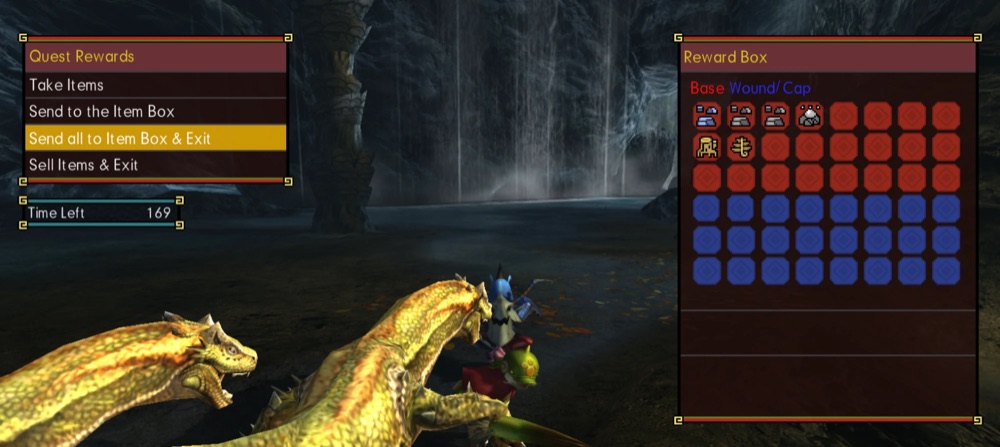 Quest Rewards
Take Items
Send to the Item Box
Send all to Item Box & Exit
Sell Items & Exit
Time Left 169
Reward Box
Base Wound/Cap